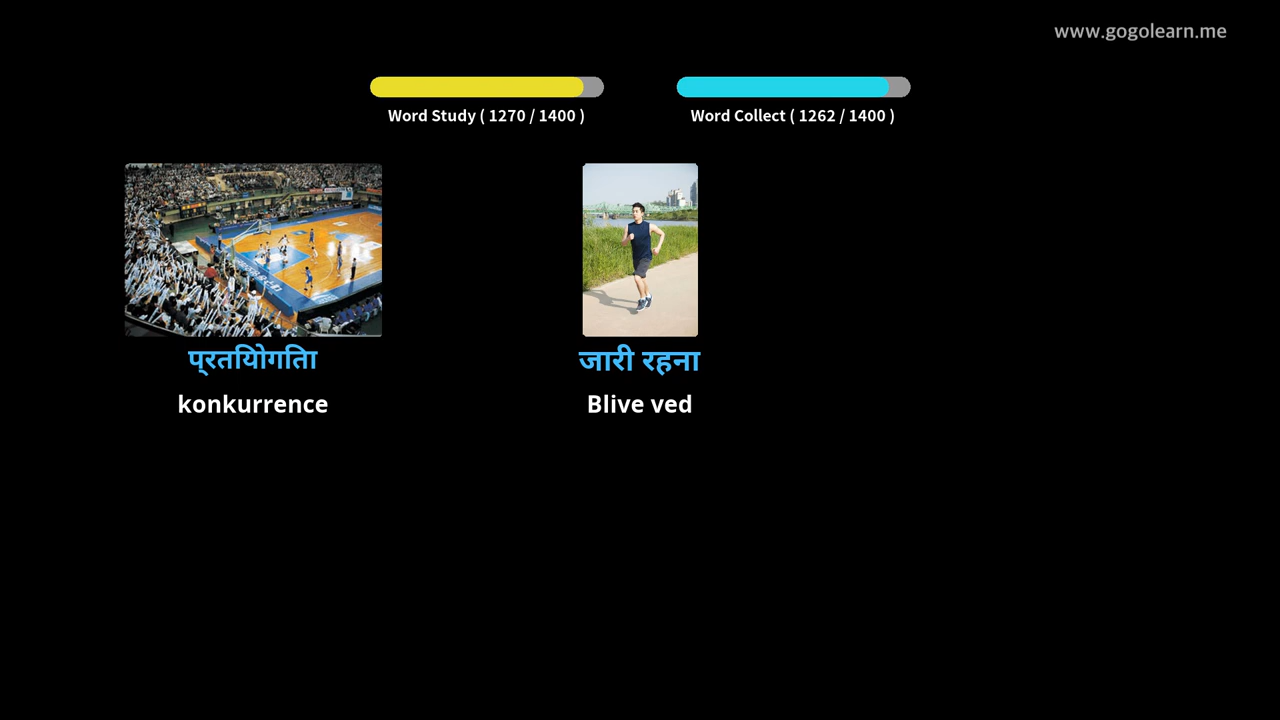 www.gogolearn.me
Word Study ( 1270 / 1400 )
Word Collect ( 1262 / 1400 )
प्रतियोगिता
konkurrence
जारी रहना
Blive ved